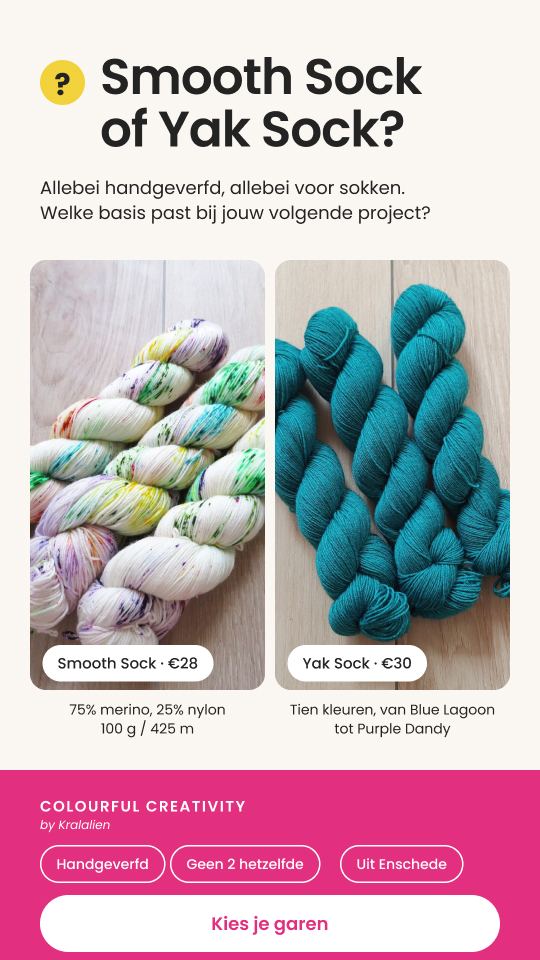 ?
Smooth Sock
of Yak Sock?
Allebei handgeverfd, allebei voor sokken.
Welke basis past bij jouw volgende project?
Smooth Sock · €28
Yak Sock · €30
75% merino, 25% nylon
100 g / 425 m
Tien kleuren, van Blue Lagoon
tot Purple Dandy
COLOURFUL CREATIVITY
by Kralalien
Handgeverfd
Geen 2 hetzelfde
Uit Enschede
Kies je garen